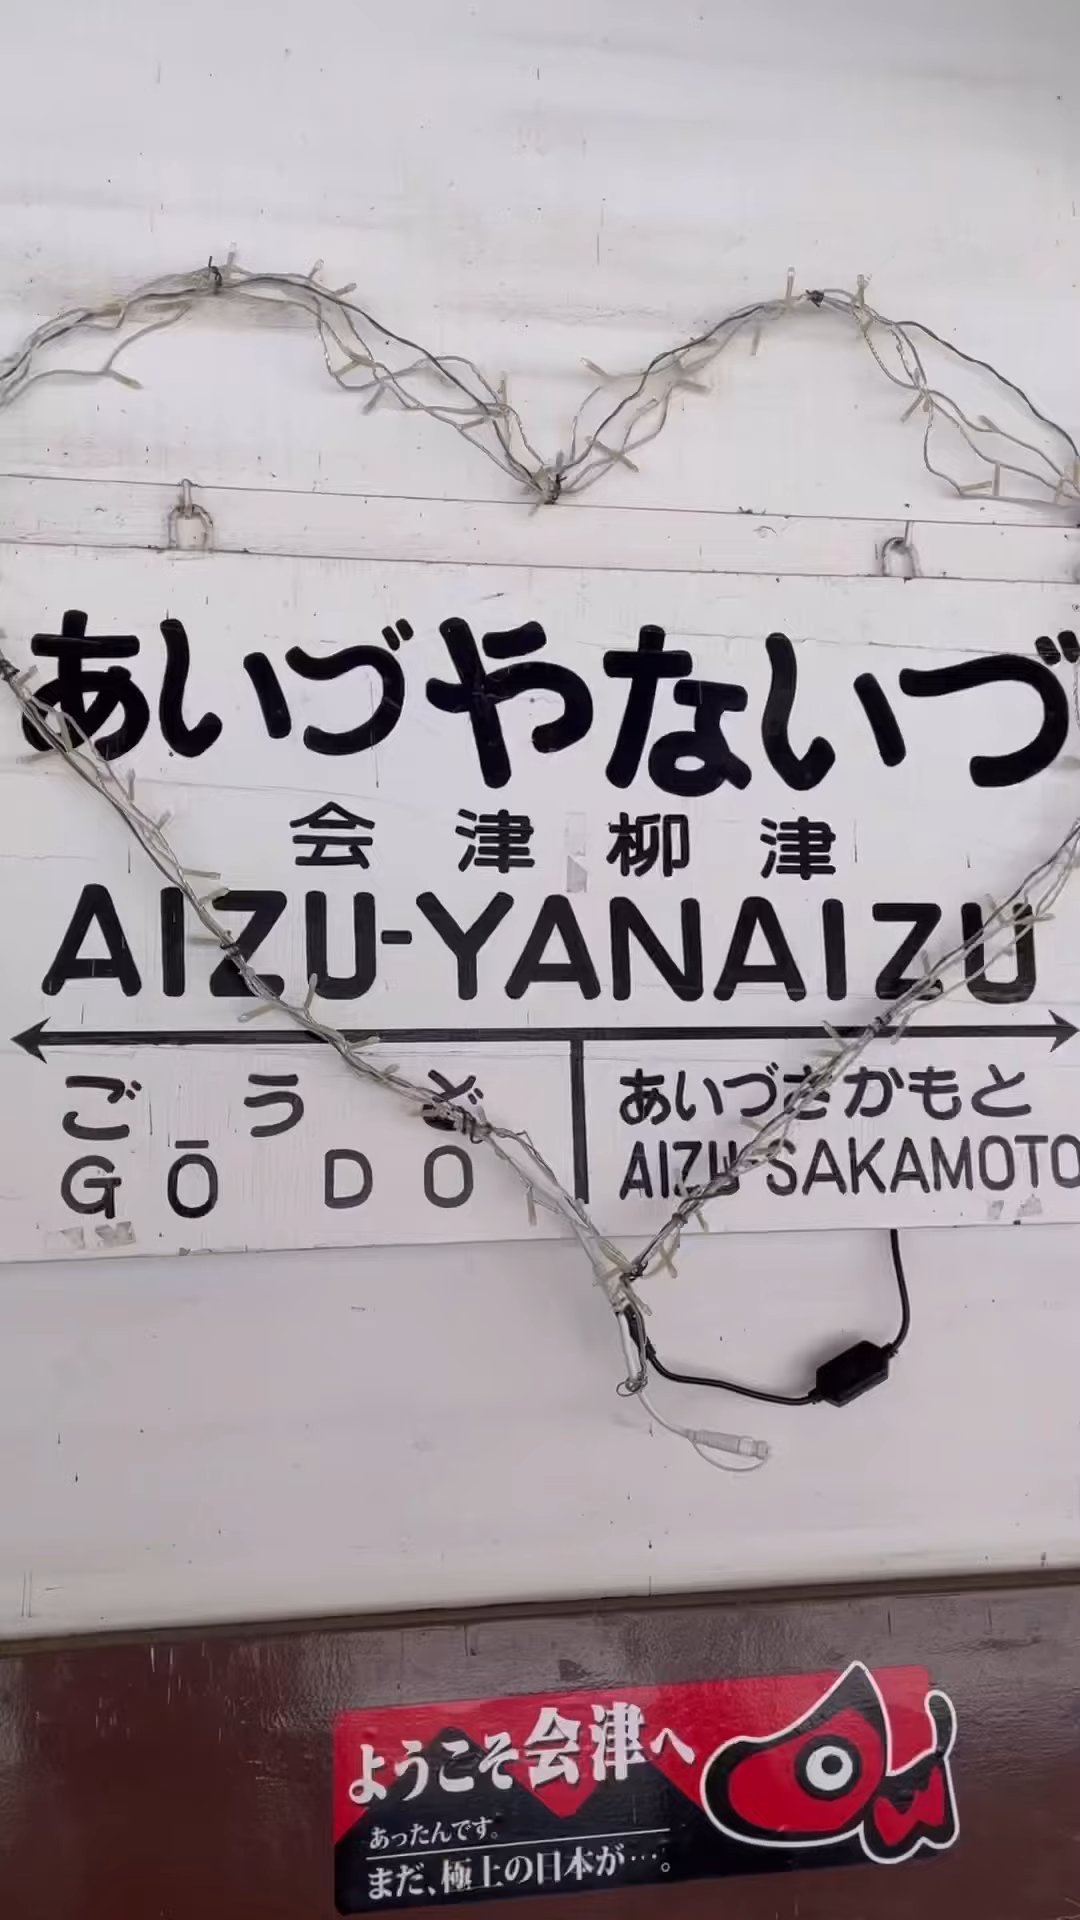 あいづやないづ
会津柳津
AIZU-YANAIZU
ごうど
GŌDO
あいづさかもと
AIZU-SAKAMOTO
ようこそ会津へ
あったんです。
まだ、極上の日本が…。